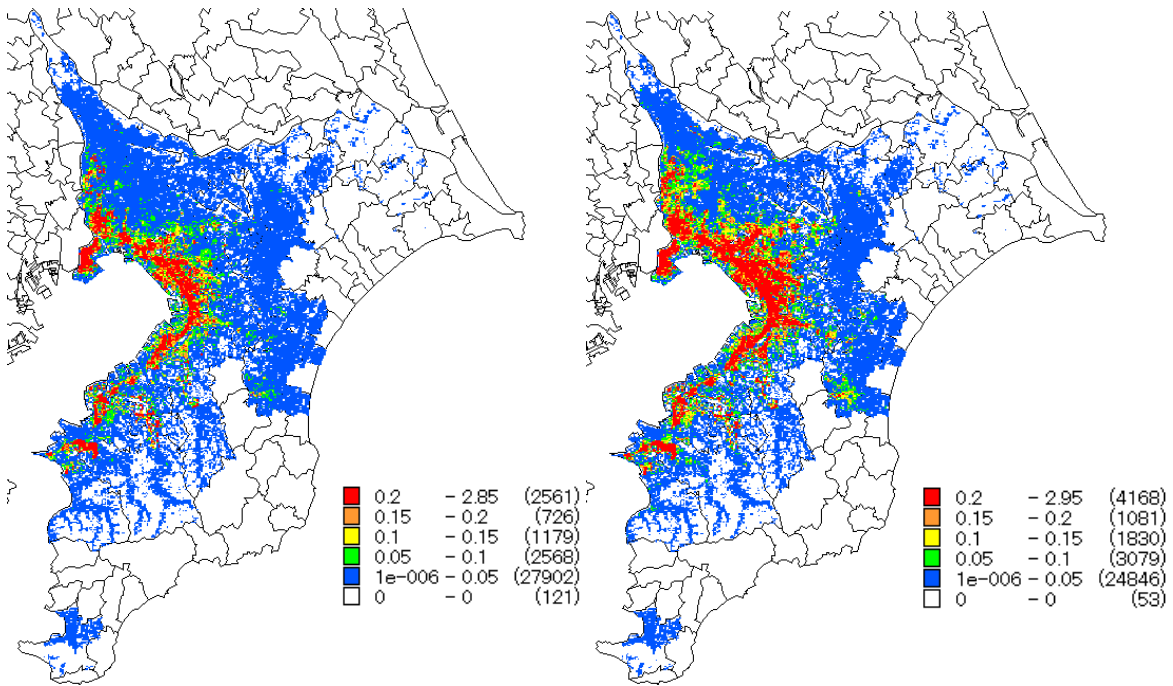 0.2 - 2.85 (2561)
0.15 - 0.2 (726)
0.1 - 0.15 (1179)
0.05 - 0.1 (2568)
1e-006 - 0.05 (27902)
0 - 0 (121)
0.2 - 2.95 (4168)
0.15 - 0.2 (1081)
0.1 - 0.15 (1830)
0.05 - 0.1 (3079)
1e-006 - 0.05 (24846)
0 - 0 (53)